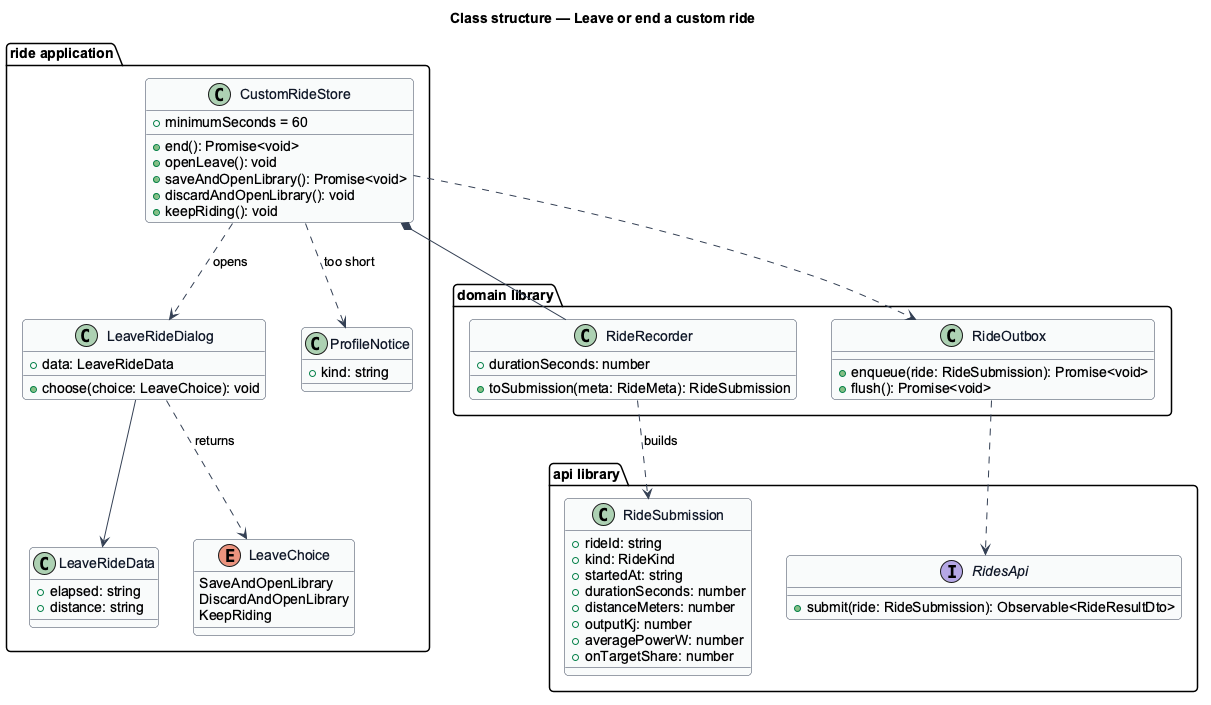 Class structure — Leave or end a custom ride
ride application
C CustomRideStore
minimumSeconds = 60
end(): Promise<void>
openLeave(): void
saveAndOpenLibrary(): Promise<void>
discardAndOpenLibrary(): void
keepRiding(): void
opens
too short
domain library
C LeaveRideDialog
data: LeaveRideData
choose(choice: LeaveChoice): void
C ProfileNotice
kind: string
C RideRecorder
durationSeconds: number
toSubmission(meta: RideMeta): RideSubmission
C RideOutbox
enqueue(ride: RideSubmission): Promise<void>
flush(): Promise<void>
returns
builds
api library
C LeaveRideData
elapsed: string
distance: string
E LeaveChoice
SaveAndOpenLibrary
DiscardAndOpenLibrary
KeepRiding
C RideSubmission
rideId: string
kind: RideKind
startedAt: string
durationSeconds: number
distanceMeters: number
outputKj: number
averagePowerW: number
onTargetShare: number
I RidesApi
submit(ride: RideSubmission): Observable<RideResultDto>